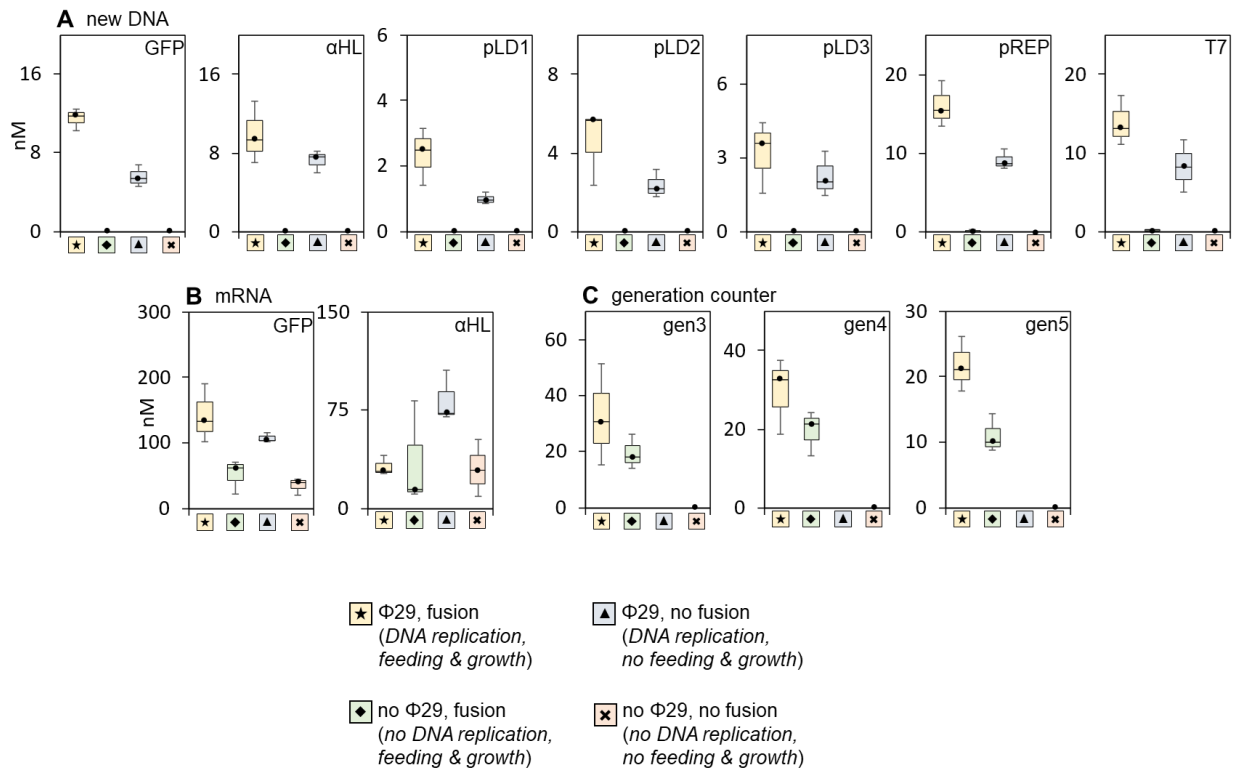 A new DNA
GFP
αHL
pLD1
pLD2
pLD3
pREP
T7
nM
16
8
0
16
8
0
6
4
2
0
8
4
0
6
3
0
20
10
0
20
10
0
B mRNA
GFP
αHL
nM
300
200
100
0
150
75
0
C generation counter
gen3
gen4
gen5
60
40
20
0
40
20
0
30
20
10
0
Φ29, fusion
(DNA replication,
feeding & growth)
Φ29, no fusion
(DNA replication,
no feeding & growth)
no Φ29, fusion
(no DNA replication,
feeding & growth)
no Φ29, no fusion
(no DNA replication,
no feeding & growth)